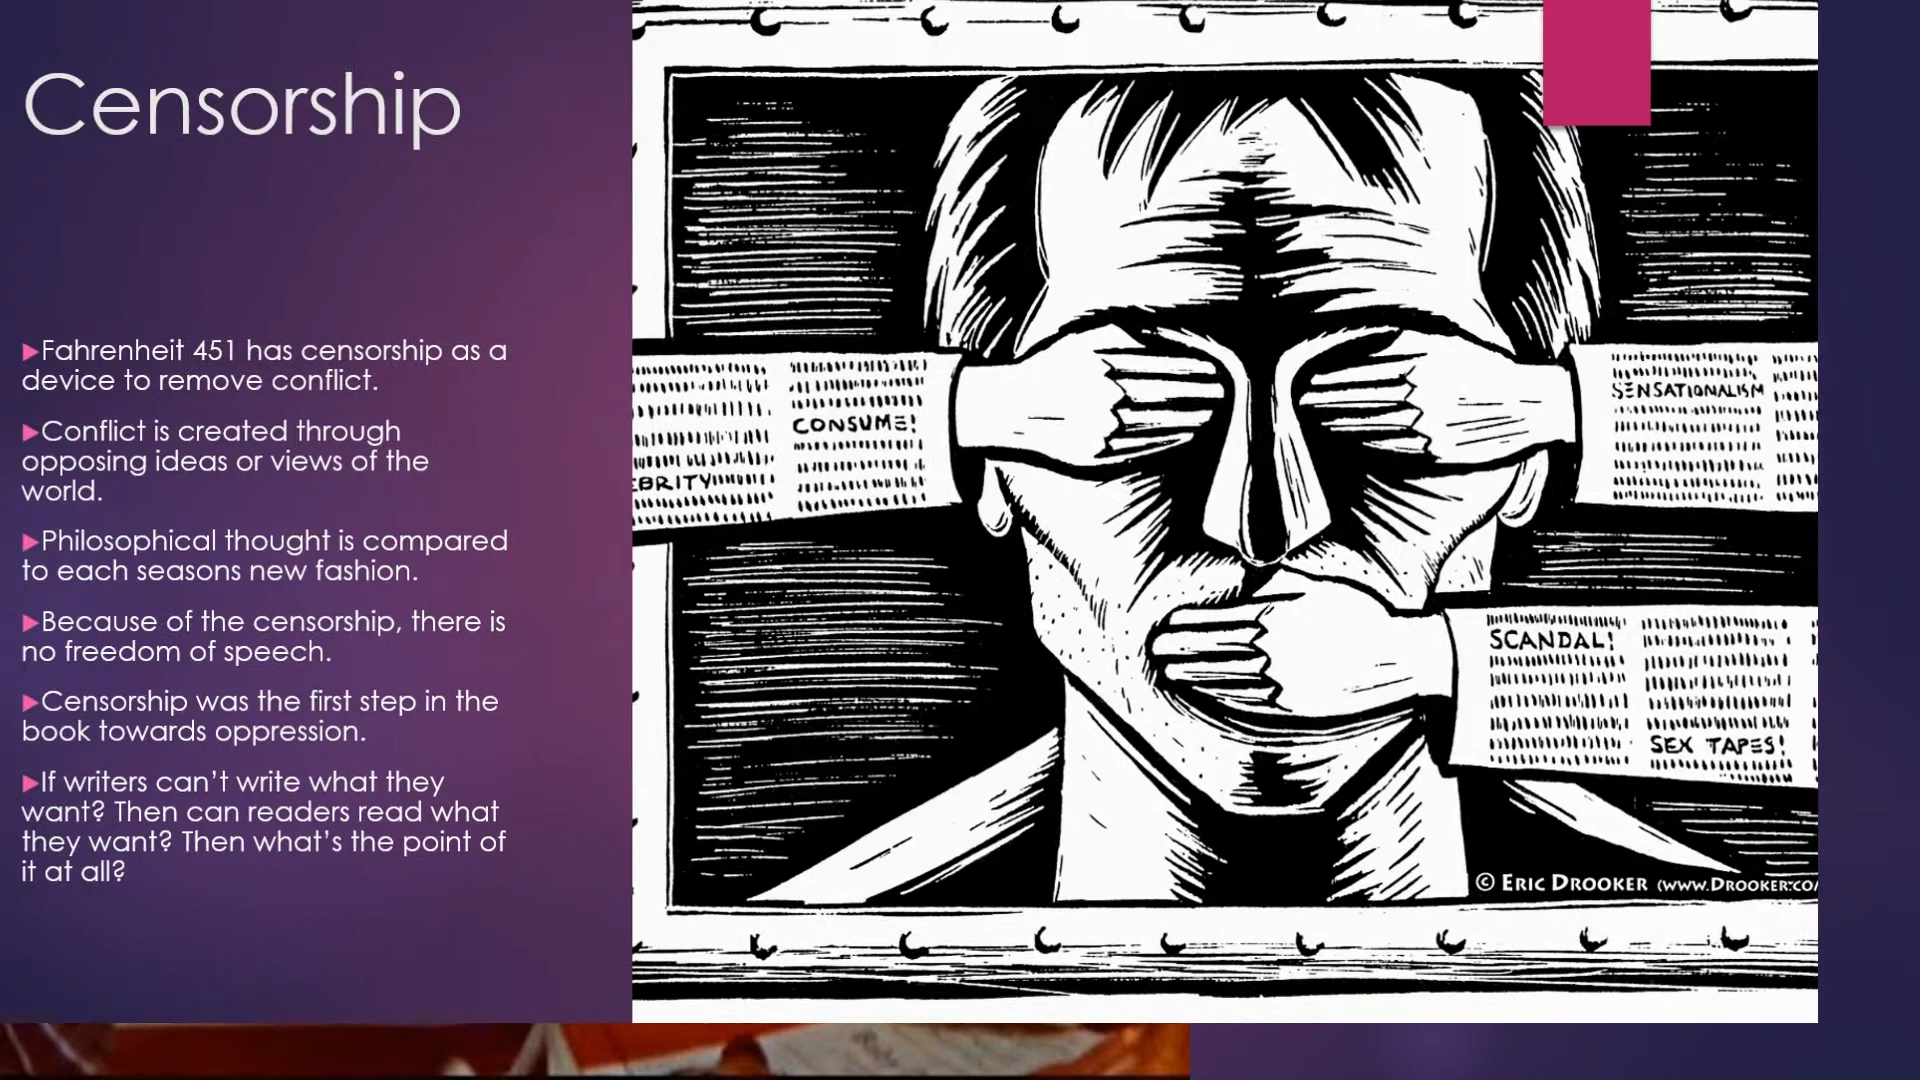 Censorship
Fahrenheit 451 has censorship as a
device to remove conflict.
Conflict is created through
opposing ideas or views of the
world.
Philosophical thought is compared
to each seasons new fashion.
Because of the censorship, there is
no freedom of speech.
Censorship was the first step in the
book towards oppression.
If writers can't write what they
want? Then can readers read what
they want? Then what's the point of
it at all?
CONSUME!
EBRITY
SENSATIONALISM
SCANDAL!
SEX TAPES!
© ERIC DROOKER (WWW.DROOKER.CO